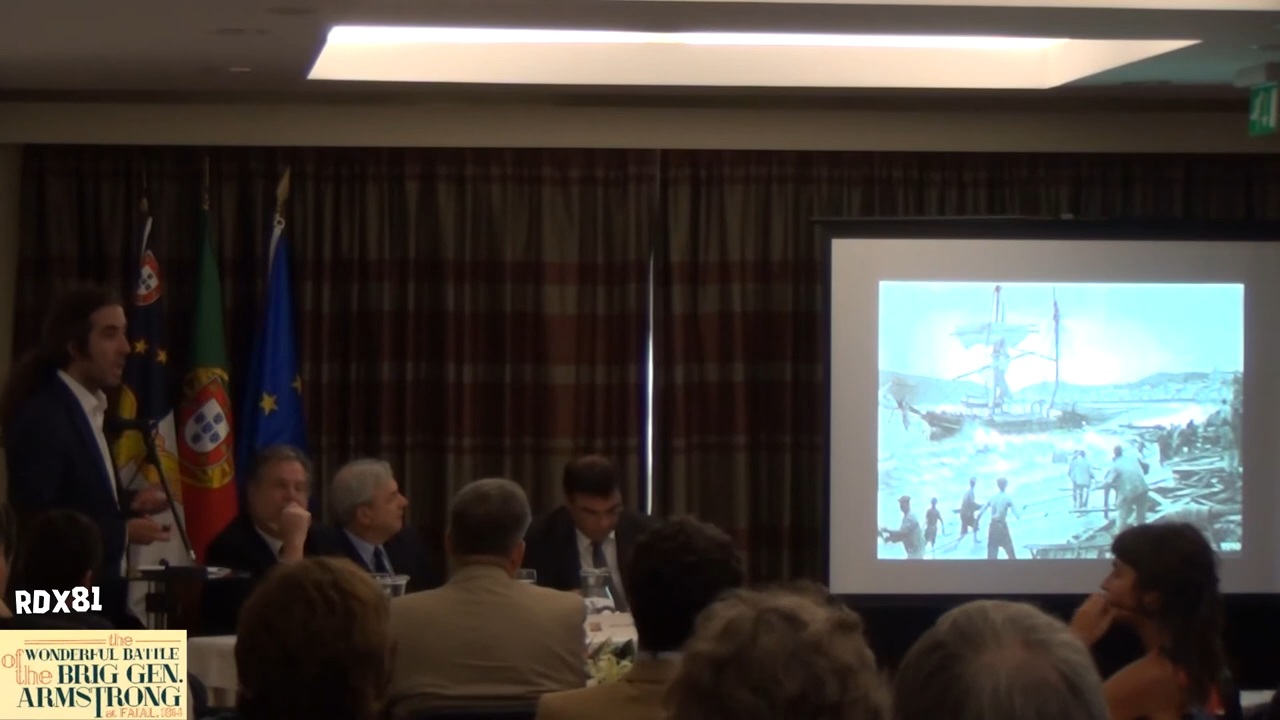 RDX81
the
WONDERFUL BATTLE
of the BRIG GEN.
ARMSTRONG
at FAIAL. 1814